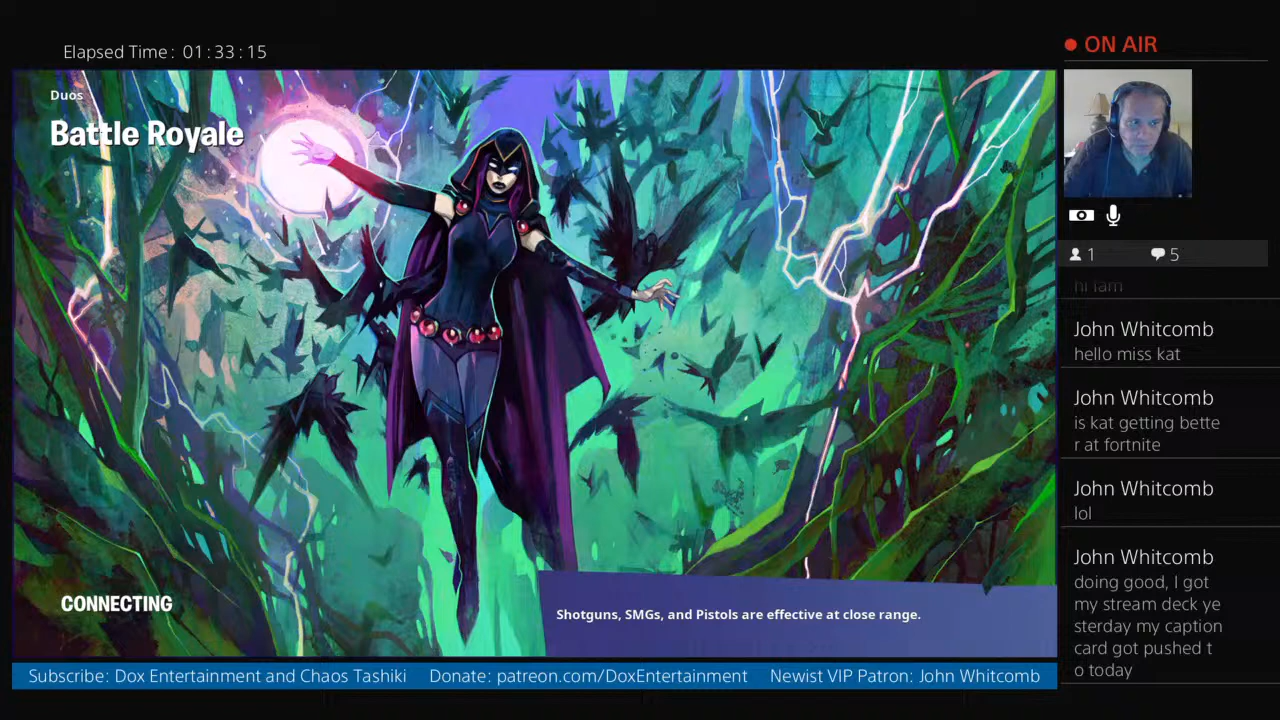 Elapsed Time: 01:33:15
ON AIR
Duos
Battle Royale
1
5
hi iam
John Whitcomb
hello miss kat
John Whitcomb
is kat getting bette
r at fortnite
John Whitcomb
lol
John Whitcomb
doing good, I got
my stream deck ye
sterday my caption
card got pushed t
o today
CONNECTING
Shotguns, SMGs, and Pistols are effective at close range.
Subscribe: Dox Entertainment and Chaos Tashiki Donate: patreon.com/DoxEntertainment Newist VIP Patron: John Whitcomb